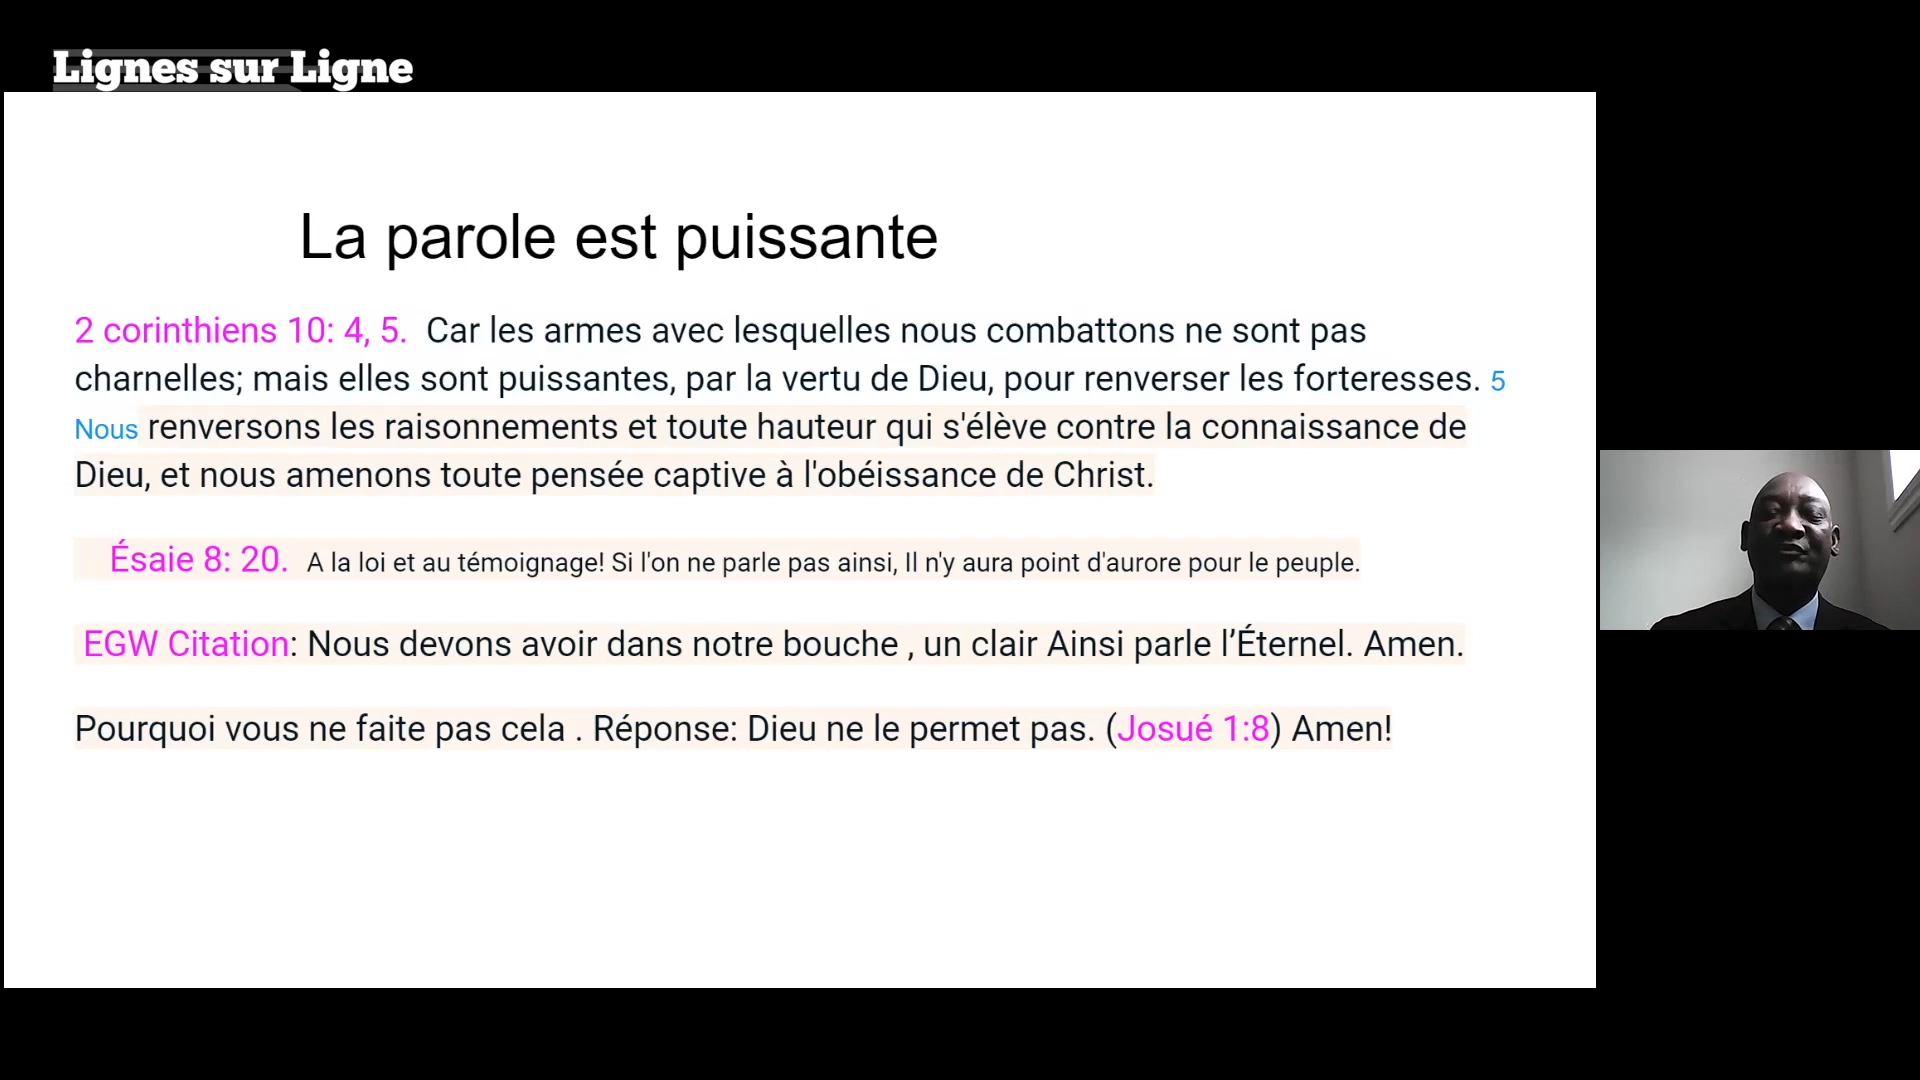 Lignes sur Ligne
La parole est puissante
2 corinthiens 10: 4, 5. Car les armes avec lesquelles nous combattons ne sont pas
charnelles; mais elles sont puissantes, par la vertu de Dieu, pour renverser les forteresses. 5
Nous renversons les raisonnements et toute hauteur qui s'élève contre la connaissance de
Dieu, et nous amenons toute pensée captive à l'obéissance de Christ.
Ésaie 8: 20. A la loi et au témoignage! Si l'on ne parle pas ainsi, Il n'y aura point d'aurore pour le peuple.
EGW Citation: Nous devons avoir dans notre bouche , un clair Ainsi parle l’Éternel. Amen.
Pourquoi vous ne faite pas cela . Réponse: Dieu ne le permet pas. (Josué 1:8) Amen!